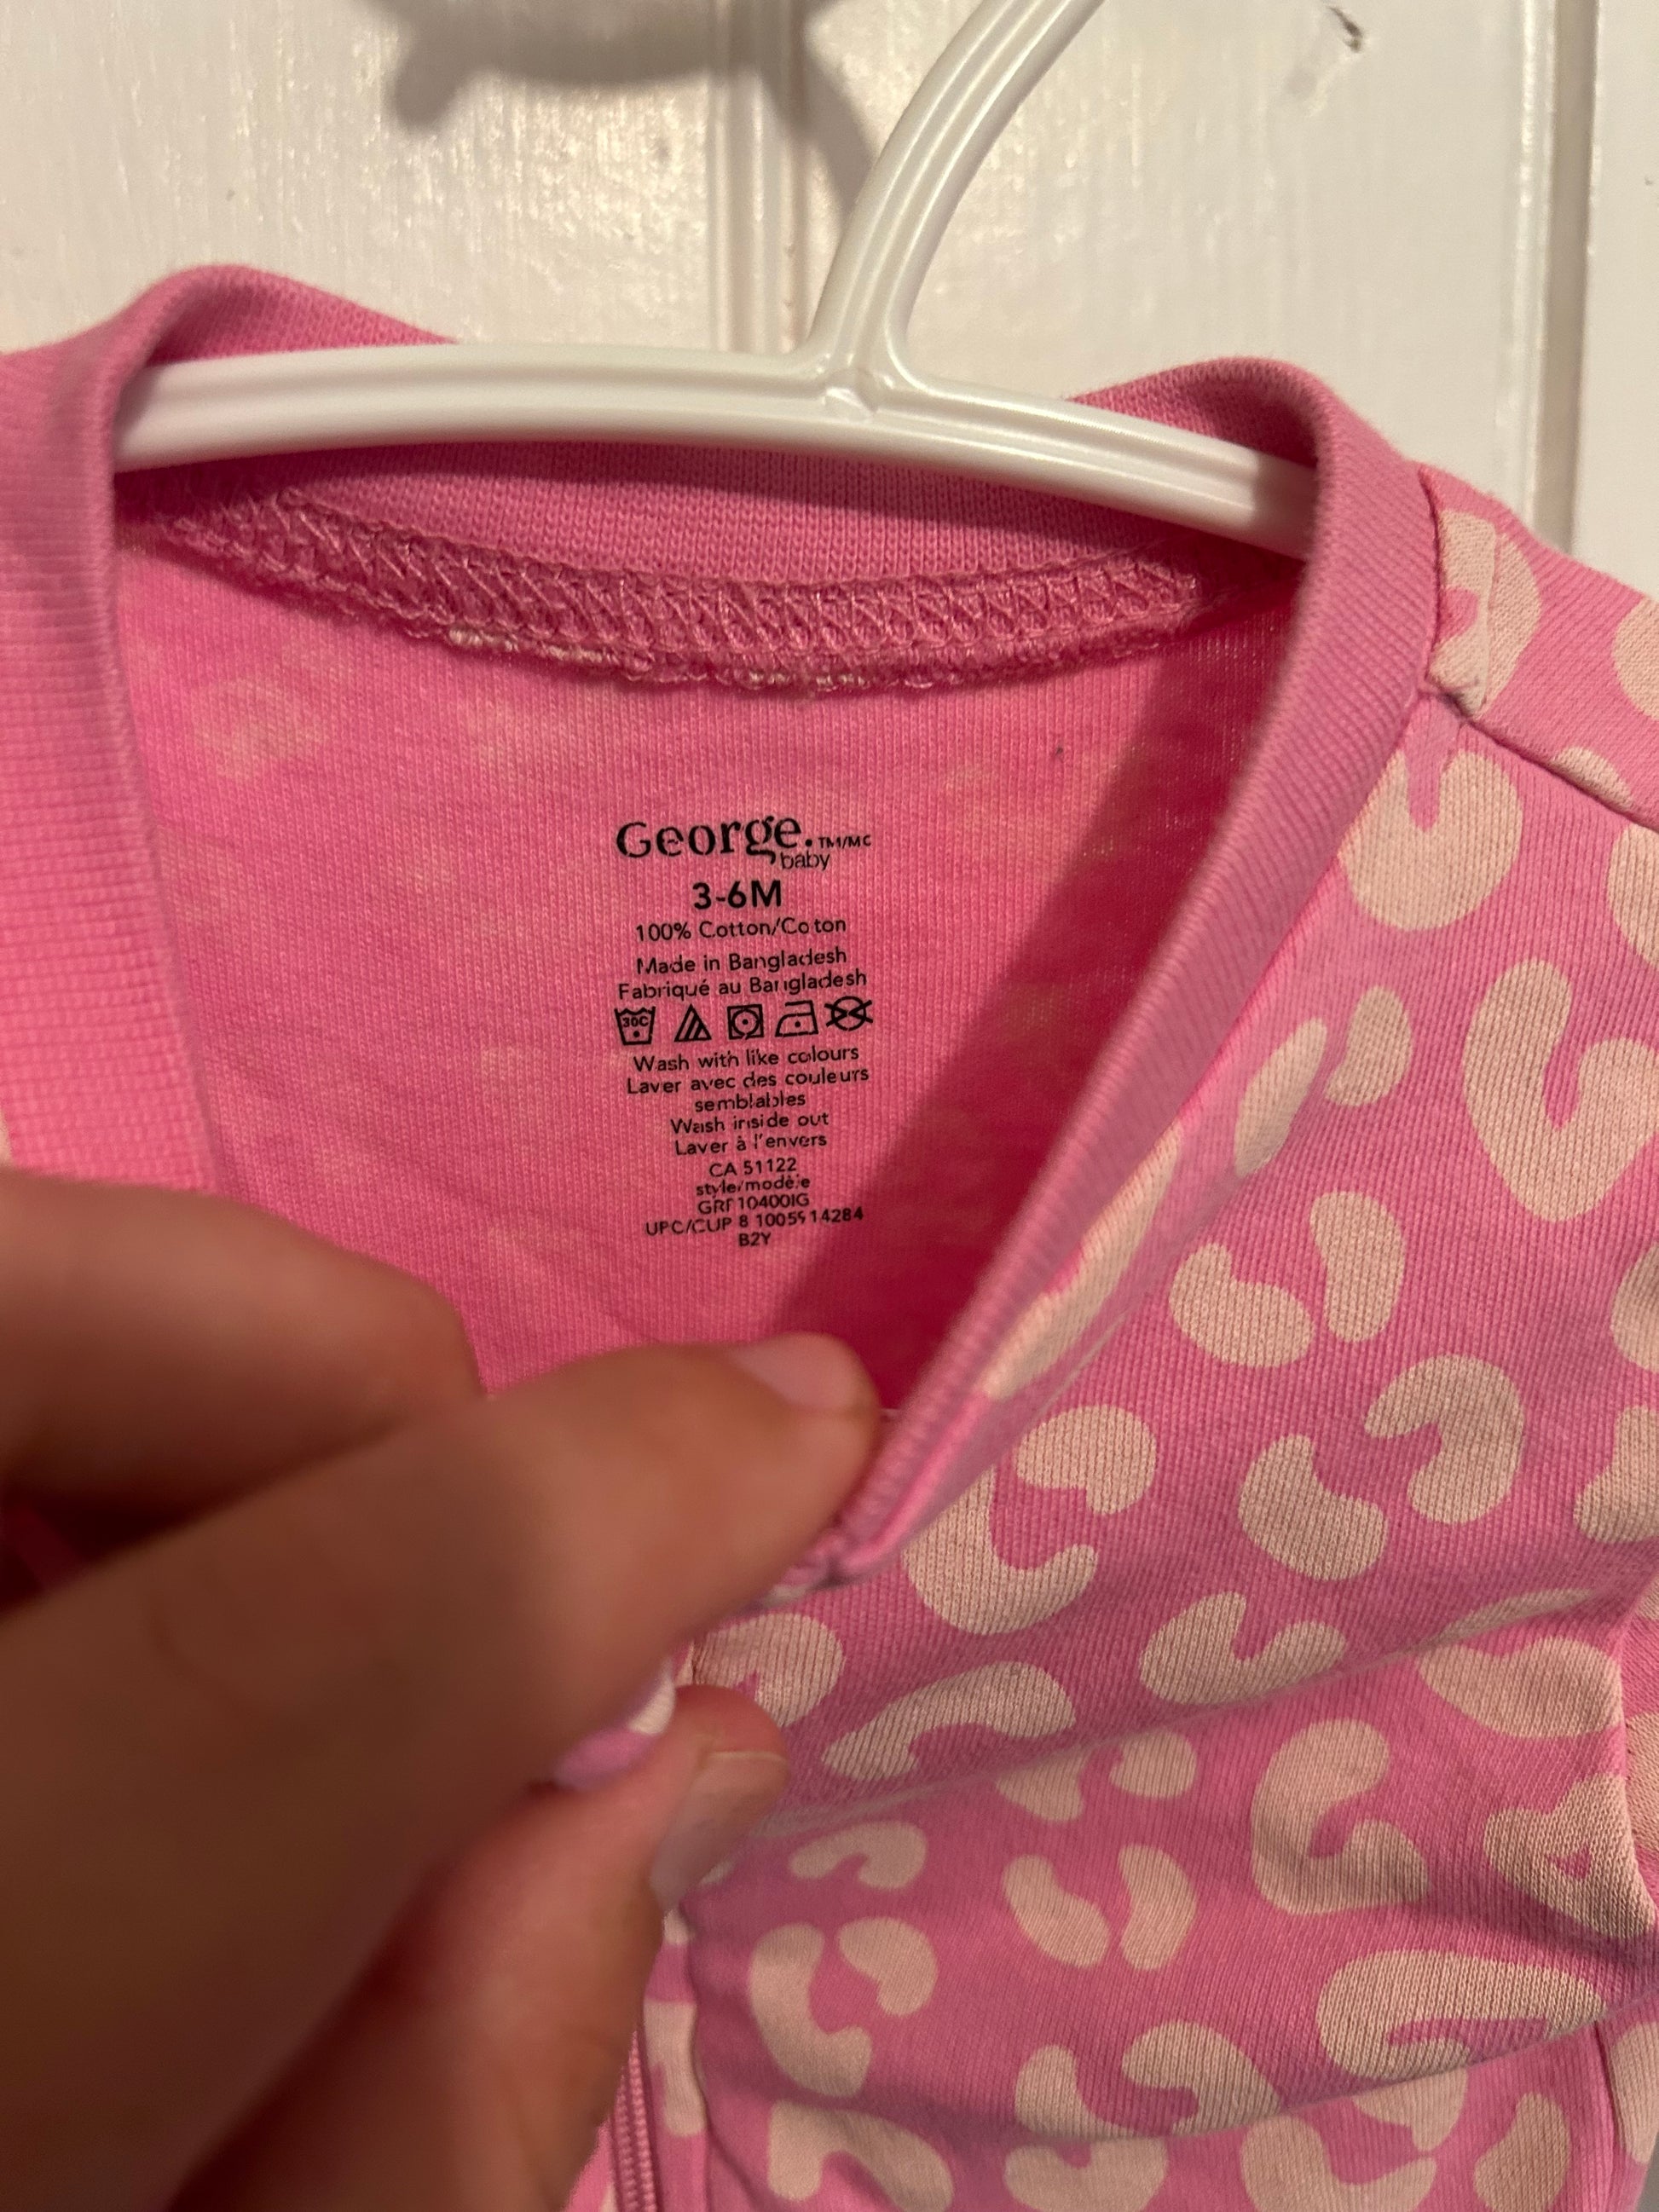 George.TM/MC
baby
3-6M
100% Cotton/Coton
Made in Bangladesh
Fabriqué au Bangladesh
30C
Wash with like colours
Laver avec des couleurs
semblables
Wash inside out
Laver à l'envers
CA 51122
style/modèle
UPC/CUP
B2Y